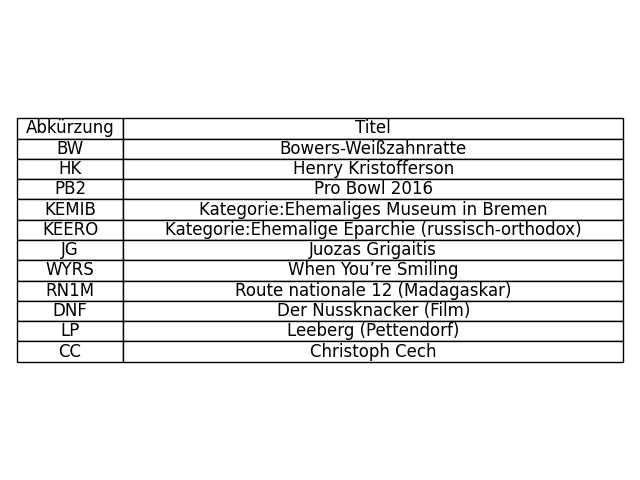 Abkürzung Titel
BW Bowers-Weißzahnratte
HK Henry Kristofferson
PB2 Pro Bowl 2016
KEMIB Kategorie:Ehemaliges Museum in Bremen
KEERO Kategorie:Ehemalige Eparchie (russisch-orthodox)
JG Juozas Grigaitis
WYRS When You’re Smiling
RN1M Route nationale 12 (Madagaskar)
DNF Der Nussknacker (Film)
LP Leeberg (Pettendorf)
CC Christoph Cech